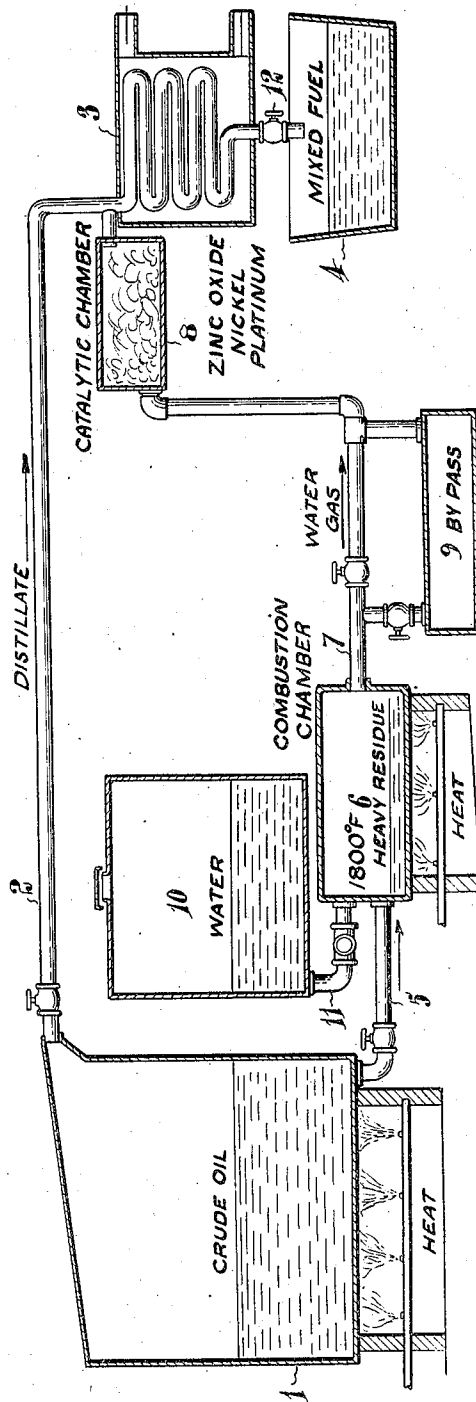 DISTILLATE
2
3
CATALYTIC CHAMBER
8
ZINC OXIDE
NICKEL
PLATINUM
12
MIXED FUEL
4
CRUDE OIL
1
HEAT
10
WATER
11
5
COMBUSTION
CHAMBER
1800°F 6
HEAVY RESIDUE
HEAT
7
WATER
GAS
9 BY PASS